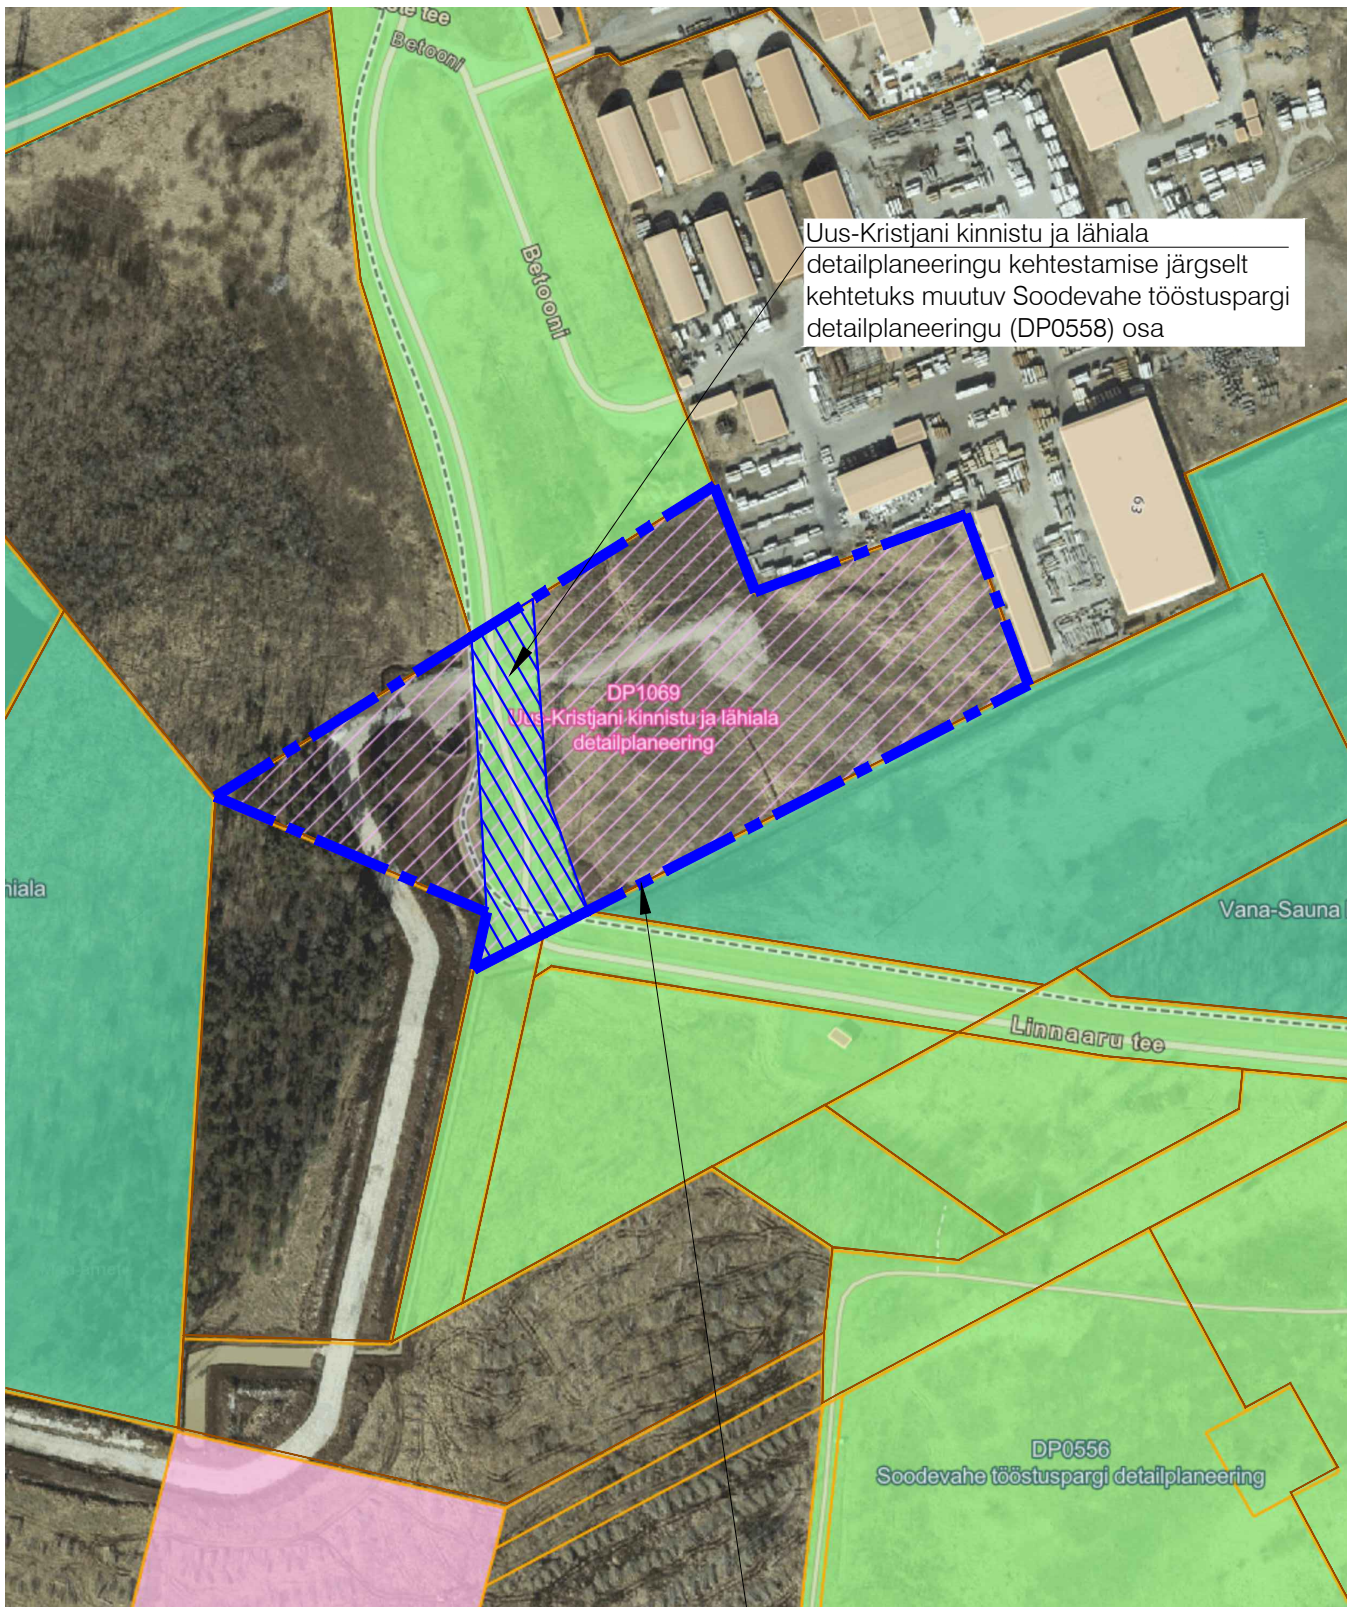 tee
Betooni
Betooni
Uus-Kristjani kinnistu ja lähiala
detailplaneeringu kehtestamise järgselt
kehtetuks muutuv Soodevahe tööstuspargi
detailplaneeringu (DP0558) osa
63
DP1069
Uus-Kristjani kinnistu ja lähiala
detailplaneering
hiala
Vana-Sauna
Linnaaru tee
DP0556
Soodevahe tööstuspargi detailplaneering